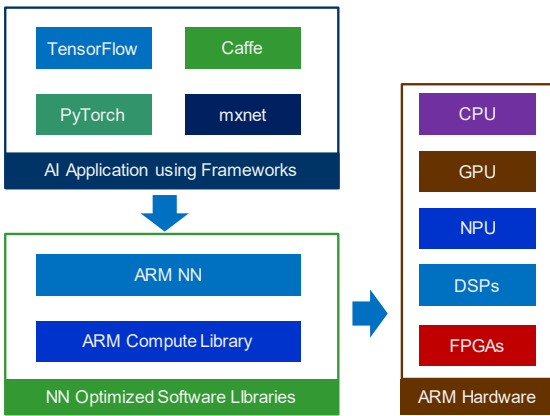 TensorFlow
Caffe
PyTorch
mxnet
AI Application using Frameworks
ARM NN
ARM Compute Library
NN Optimized Software LIbraries
CPU
GPU
NPU
DSPs
FPGAs
ARM Hardware